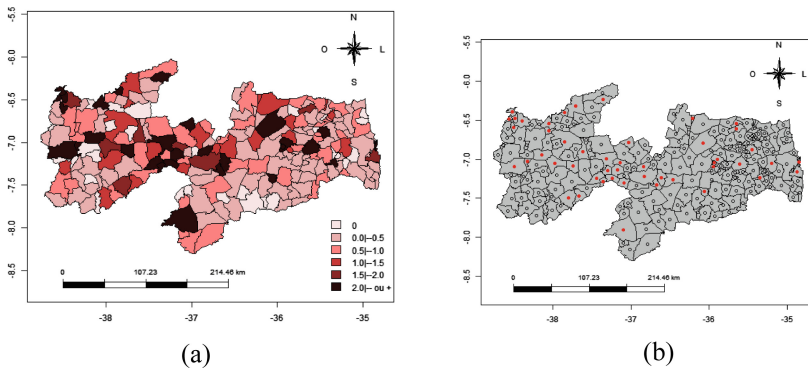 N
O L
S
-5.5
-6.0
-6.5
-7.0
-7.5
-8.0
-8.5
0
0.0|--0.5
0.5|--1.0
1.0|--1.5
1.5|--2.0
2.0|-- ou +
0 107.23 214.46 km
-38 -37 -36 -35
(a)
N
O L
S
-5.5
-6.0
-6.5
-7.0
-7.5
-8.0
-8.5
0 107.23 214.46 km
-38 -37 -36 -35
(b)